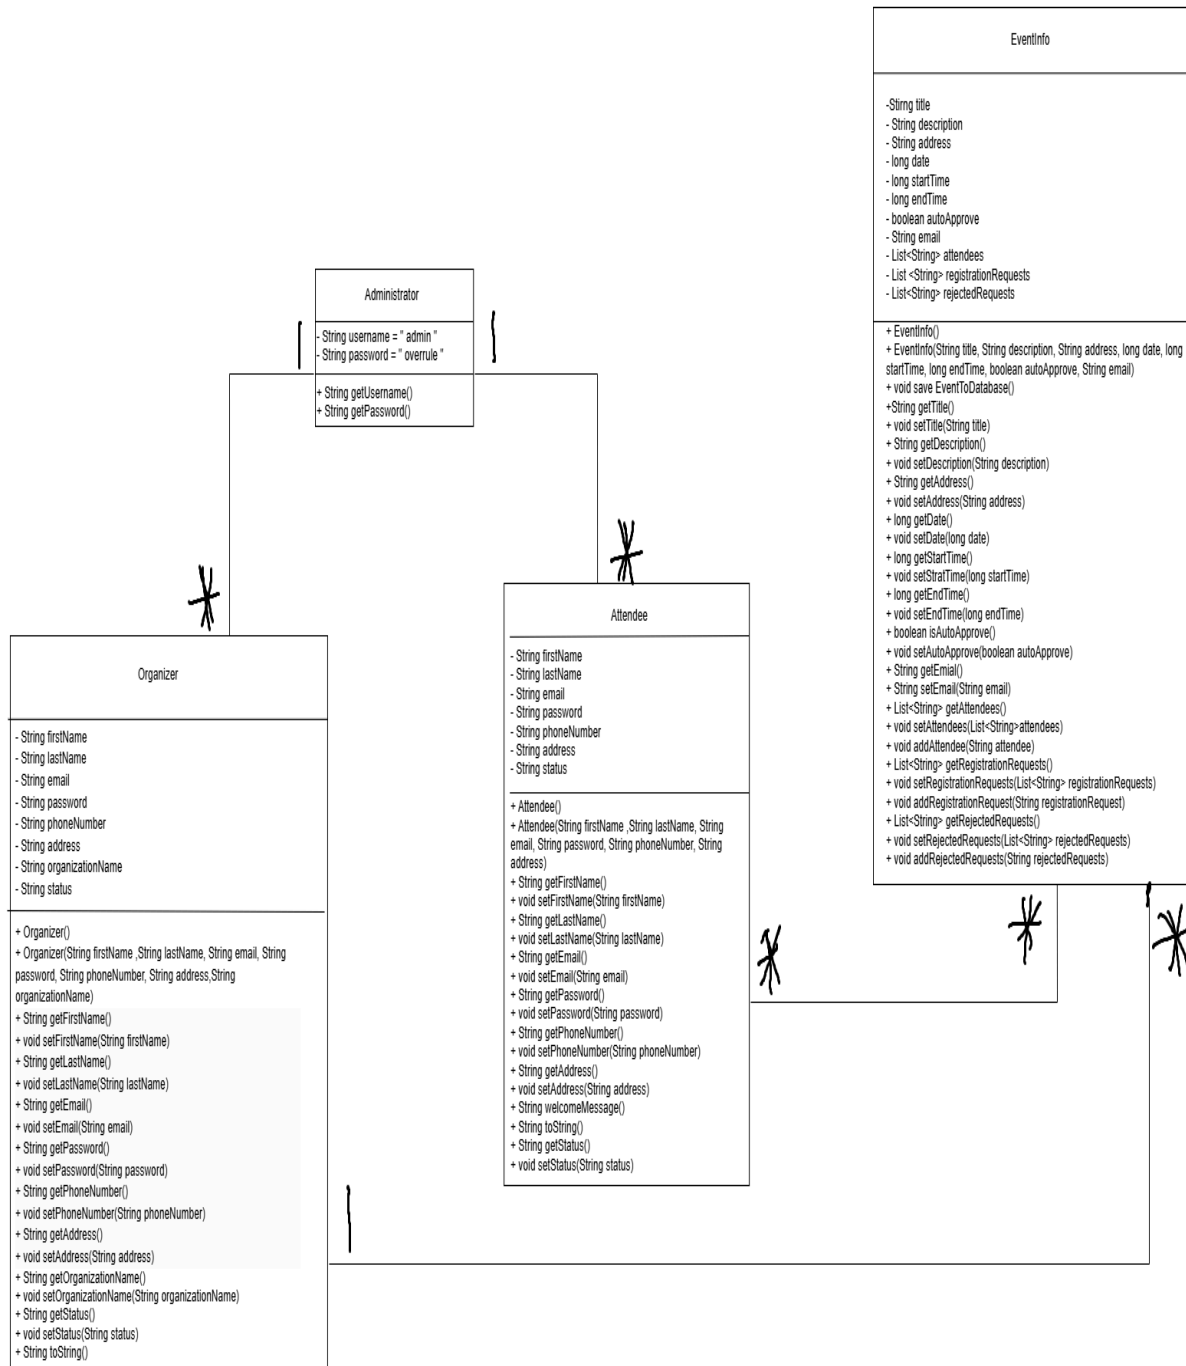 EventInfo
-Stirng title
- String description
- String address
- long date
- long startTime
- long endTime
- boolean autoApprove
- String email
- List<String> attendees
- List <String> registrationRequests
- List<String> rejectedRequests
+ EventInfo()
+ EventInfo(String title, String description, String address, long date, long
startTime, long endTime, boolean autoApprove, String email)
+ void save EventToDatabase()
+String getTitle()
+ void setTitle(String title)
+ String getDescription()
+ void setDescription(String description)
+ String getAddress()
+ void setAddress(String address)
+ long getDate()
+ void setDate(long date)
+ long getStartTime()
+ void setStratTime(long startTime)
+ long getEndTime()
+ void setEndTime(long endTime)
+ boolean isAutoApprove()
+ void setAutoApprove(boolean autoApprove)
+ String getEmial()
+ String setEmail(String email)
+ List<String> getAttendees()
+ void setAttendees(List<String>attendees)
+ void addAttendee(String attendee)
+ List<String> getRegistrationRequests()
+ void setRegistrationRequests(List<String> registrationRequests)
+ void addRegistrationRequest(String registrationRequest)
+ List<String> getRejectedRequests()
+ void setRejectedRequests(List<String> rejectedRequests)
+ void addRejectedRequests(String rejectedRequests)
Administrator
- String username = " admin "
- String password = " overrule "
+ String getUsername()
+ String getPassword()
1
1
*
*
Organizer
- String firstName
- String lastName
- String email
- String password
- String phoneNumber
- String address
- String organizationName
- String status
+ Organizer()
+ Organizer(String firstName ,String lastName, String email, String
password, String phoneNumber, String address,String
organizationName)
+ String getFirstName()
+ void setFirstName(String firstName)
+ String getLastName()
+ void setLastName(String lastName)
+ String getEmail()
+ void setEmail(String email)
+ String getPassword()
+ void setPassword(String password)
+ String getPhoneNumber()
+ void setPhoneNumber(String phoneNumber)
+ String getAddress()
+ void setAddress(String address)
+ String getOrganizationName()
+ void setOrganizationName(String organizationName)
+ String getStatus()
+ void setStatus(String status)
+ String toString()
Attendee
- String firstName
- String lastName
- String email
- String password
- String phoneNumber
- String address
- String status
+ Attendee()
+ Attendee(String firstName ,String lastName, String
email, String password, String phoneNumber, String
address)
+ String getFirstName()
+ void setFirstName(String firstName)
+ String getLastName()
+ void setLastName(String lastName)
+ String getEmail()
+ void setEmail(String email)
+ String getPassword()
+ void setPassword(String password)
+ String getPhoneNumber()
+ void setPhoneNumber(String phoneNumber)
+ String getAddress()
+ void setAddress(String address)
+ String welcomeMessage()
+ String toString()
+ String getStatus()
+ void setStatus(String status)
*
*
*
1